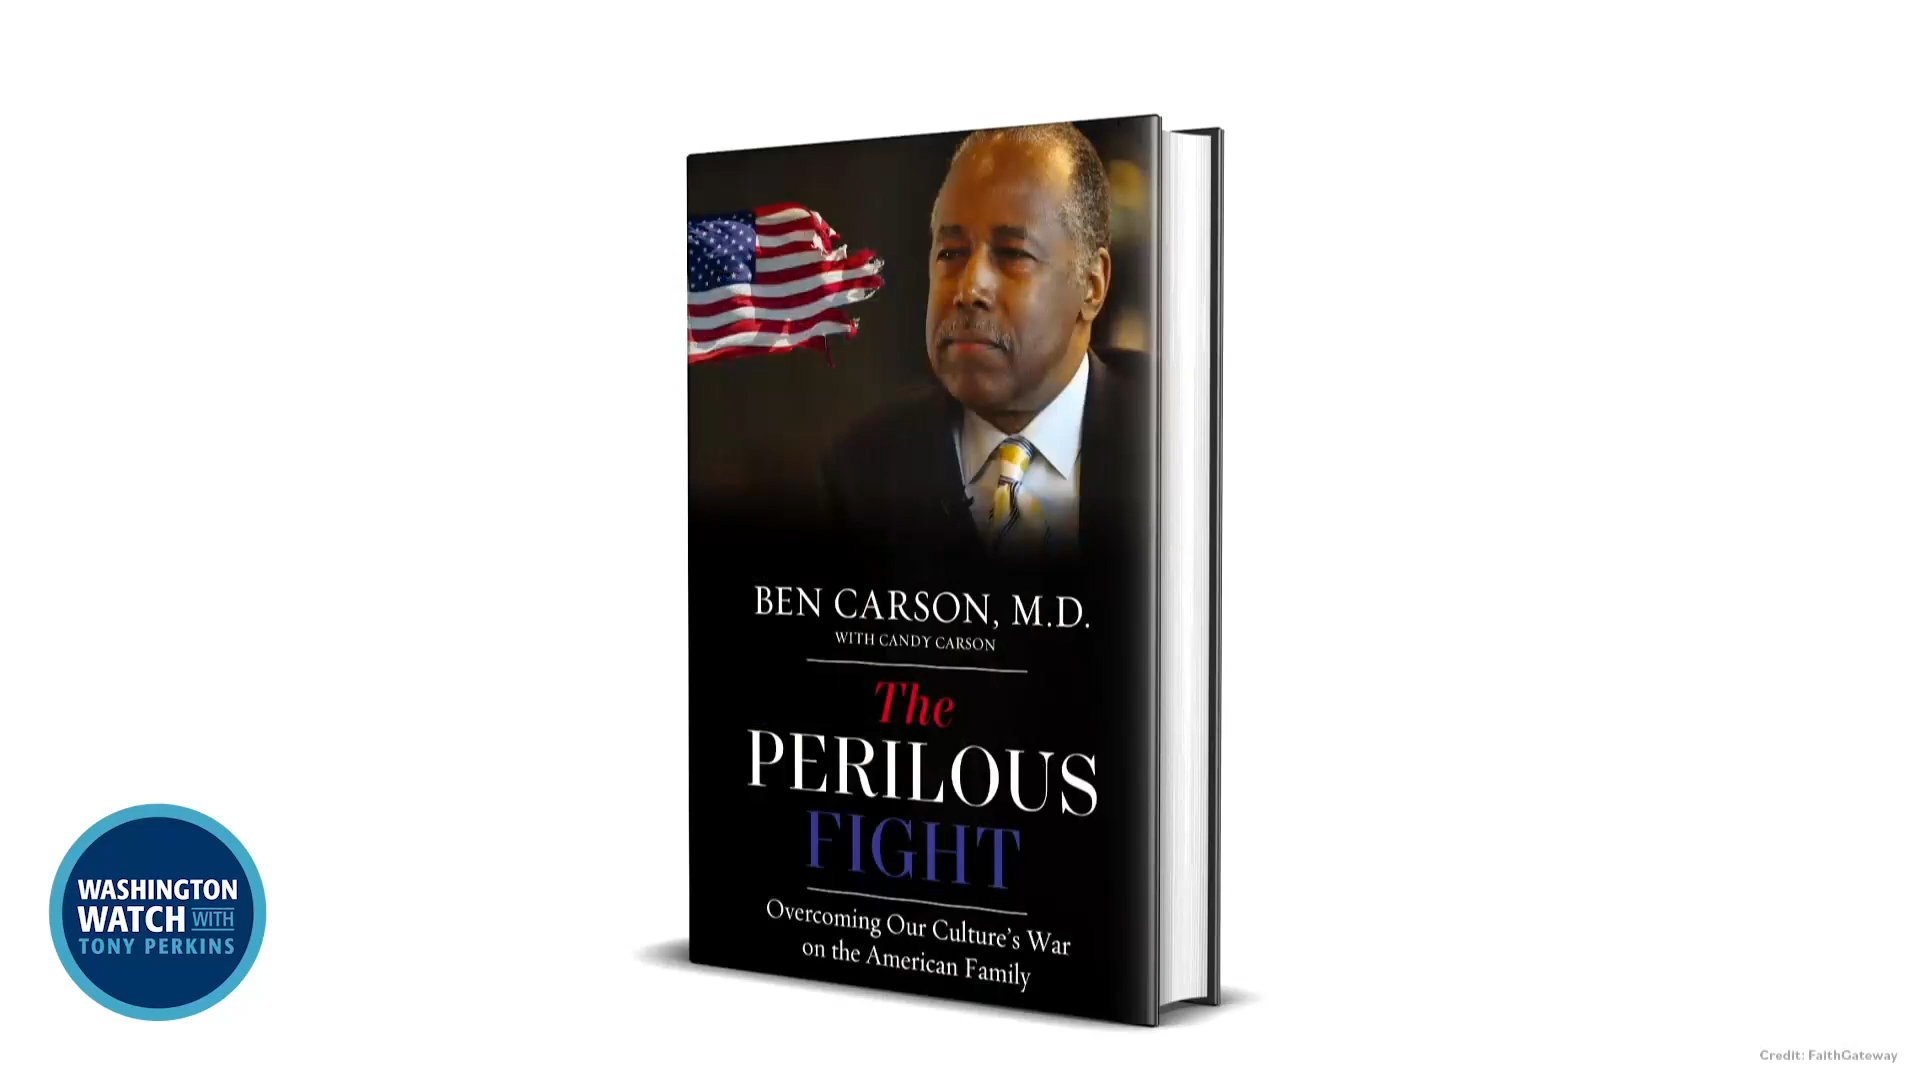 BEN CARSON, M.D.
WITH CANDY CARSON
The
PERILOUS
FIGHT
Overcoming Our Culture's War
on the American Family
WASHINGTON
WATCH WITH
TONY PERKINS
Credit: FaithGateway